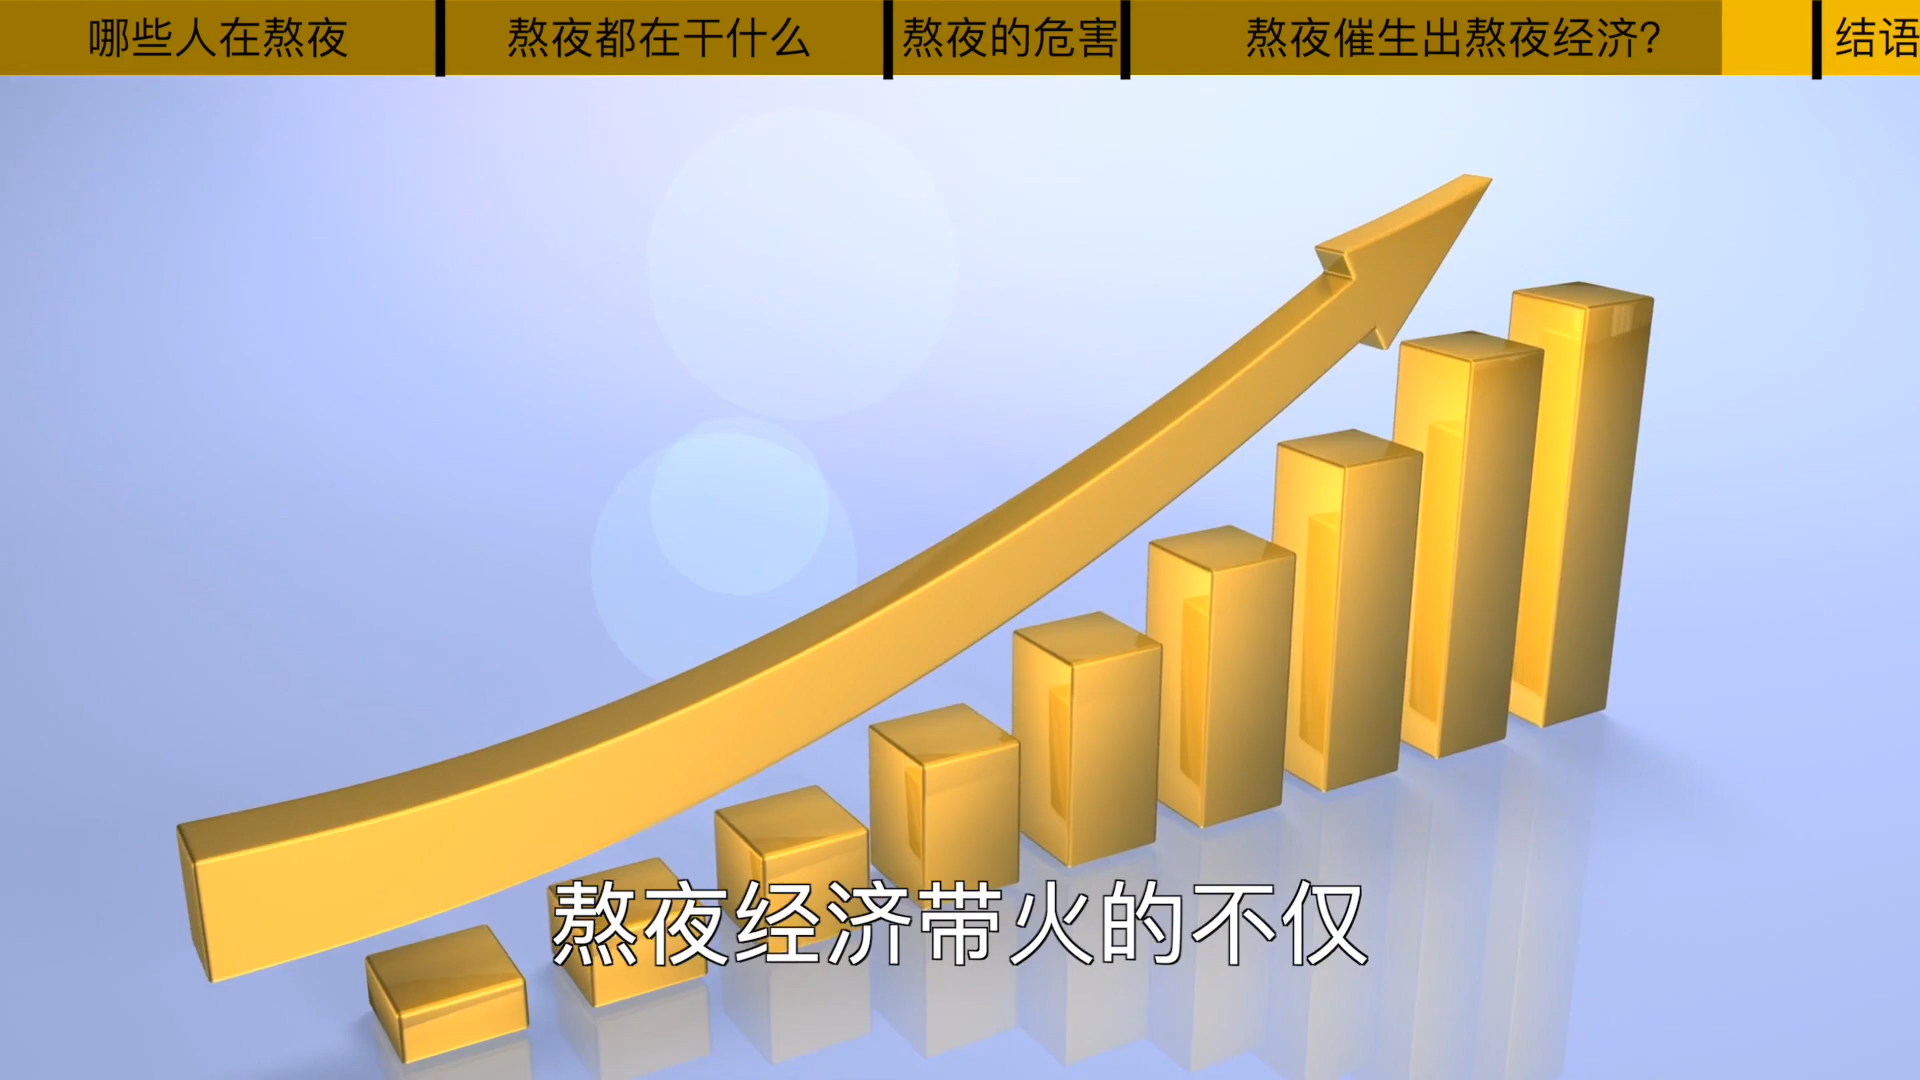 哪些人在熬夜
熬夜都在干什么
熬夜的危害
熬夜催生出熬夜经济?
结语
熬夜经济带火的不仅